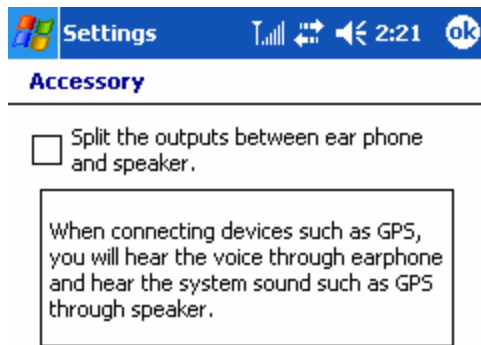 Settings 2:21 ok
Accessory
Split the outputs between ear phone
and speaker.
When connecting devices such as GPS,
you will hear the voice through earphone
and hear the system sound such as GPS
through speaker.